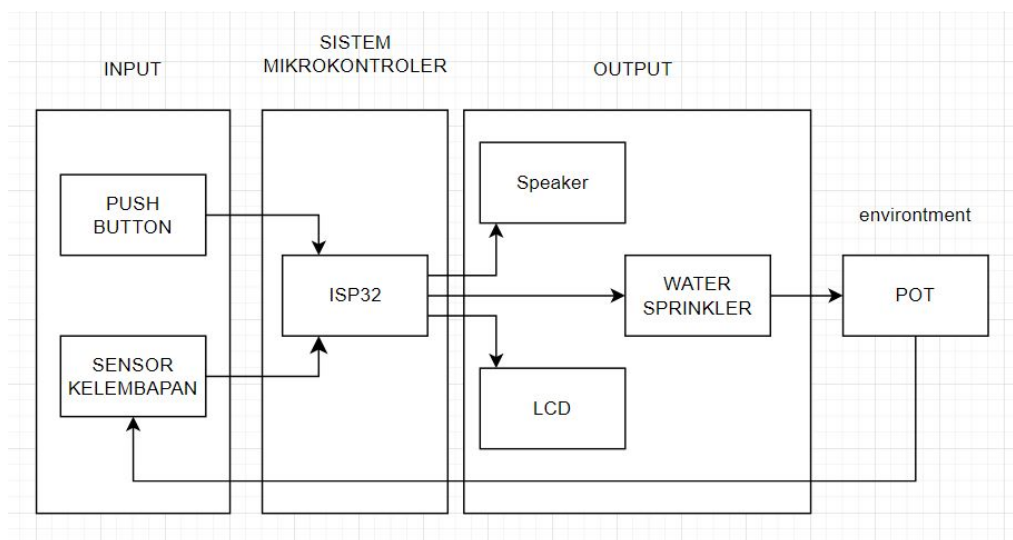 INPUT
SISTEM
MIKROKONTROLER
OUTPUT
PUSH
BUTTON
SENSOR
KELEMBAPAN
ISP32
Speaker
WATER
SPRINKLER
LCD
environtment
POT